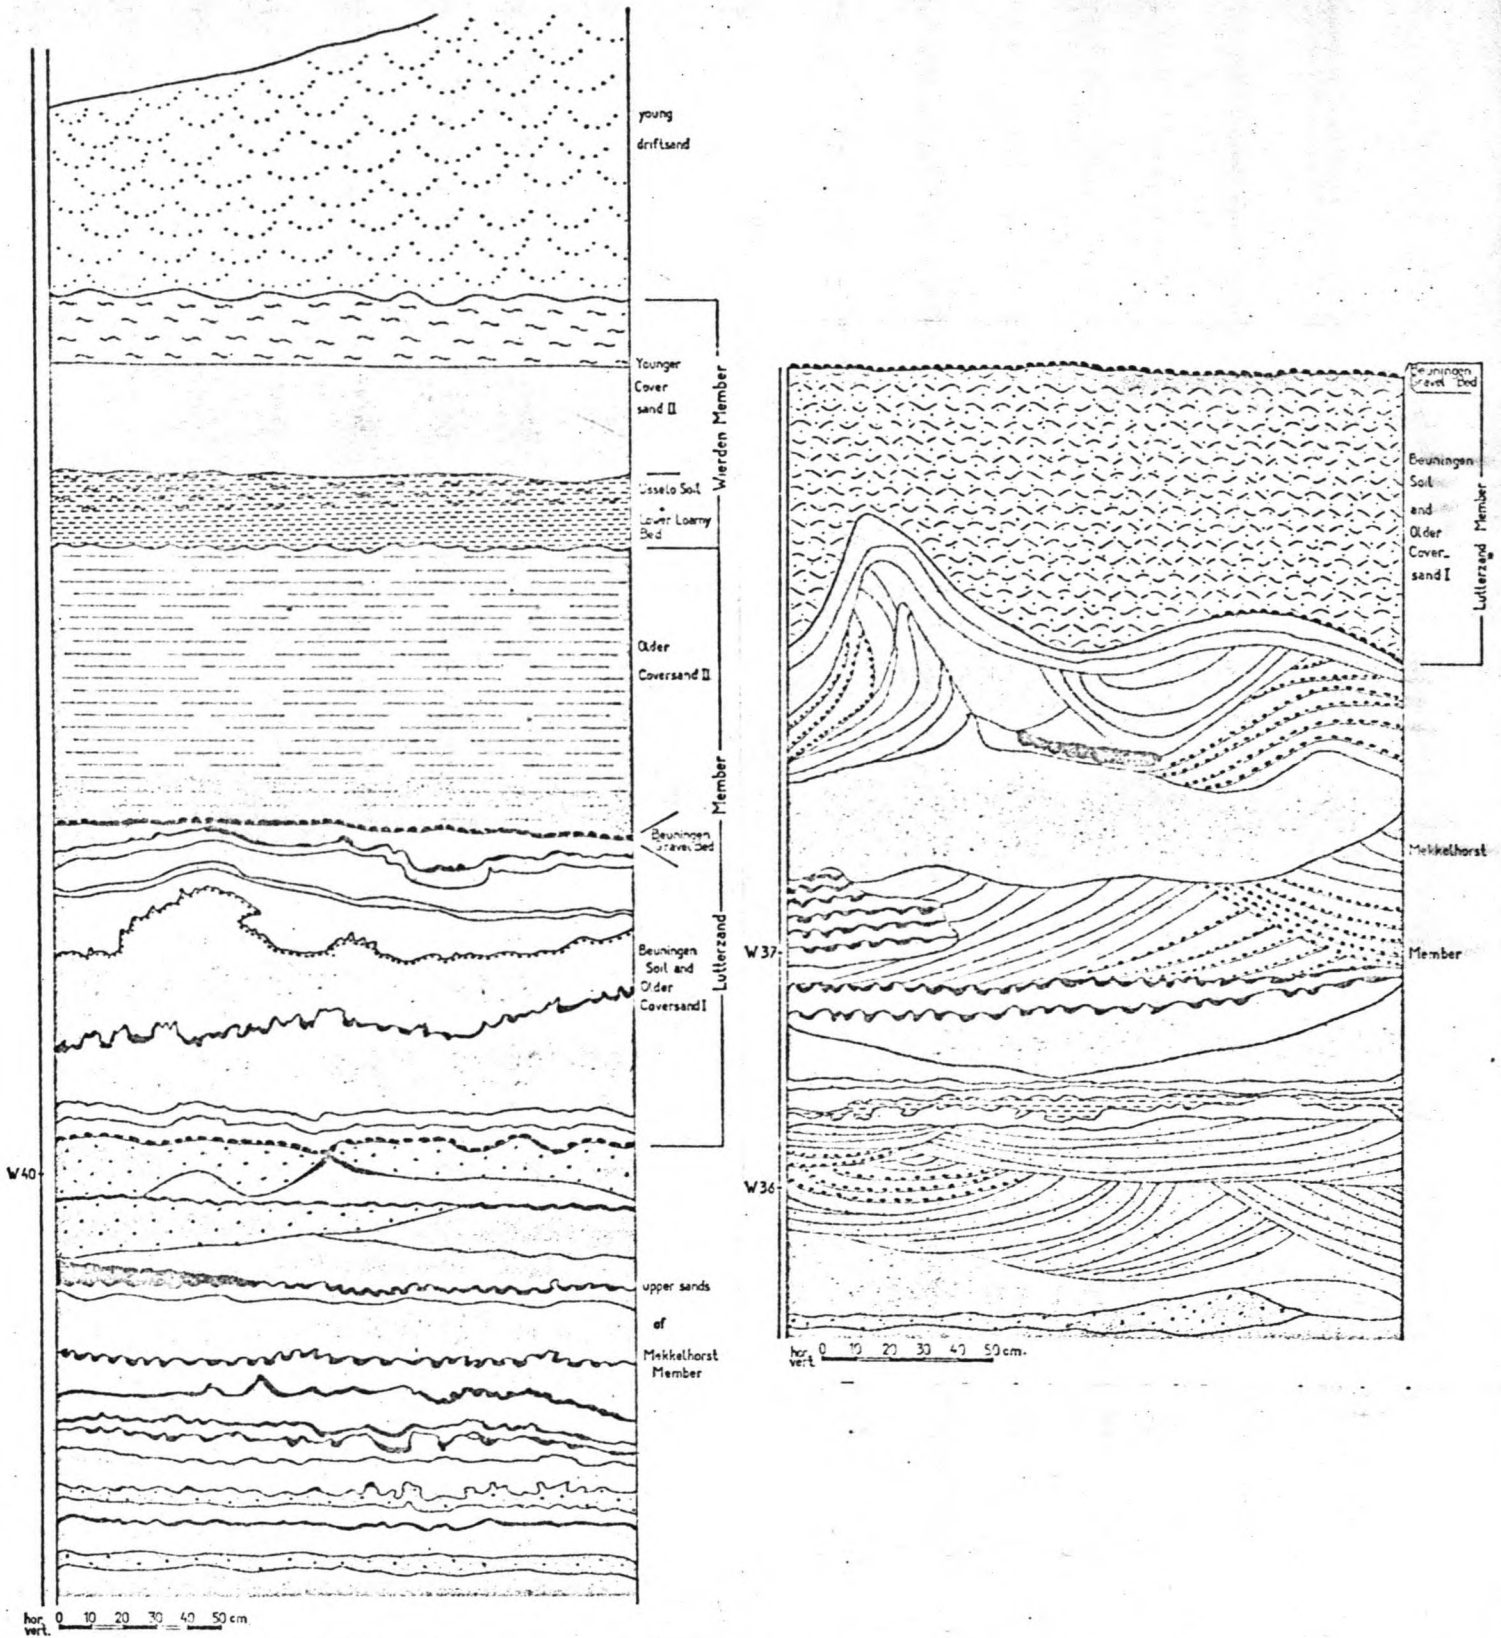 young
driftsand
Younger
Cover
sand II
Usselo Soil
Lower Loamy
Bed
Wierden Member
Older
Coversand II
Beuningen
Gravel Bed
Lutterzand Member
Beuningen
Soil and
Older
Coversand I
W40
upper sands
of
Mekkelhorst
Member
hor. 0 10 20 30 40 50 cm
vert.
Beuningen
Gravel Bed
Beuningen
Soil
and
Older
Cover-
sand I
Lutterzand Member
Mekkelhorst
W37
Member
W36
hor. 0 10 20 30 40 50 cm.
vert.